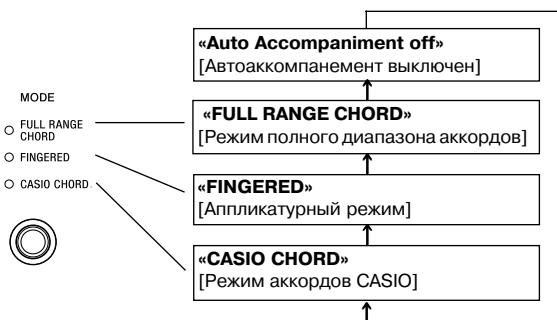 «Auto Accompaniment off»
[Автоаккомпанемент выключен]
MODE
FULL RANGE
CHORD
FINGERED
CASIO CHORD
«FULL RANGE CHORD»
[Режим полного диапазона аккордов]
«FINGERED»
[Аппликатурный режим]
«CASIO CHORD»
[Режим аккордов CASIO]